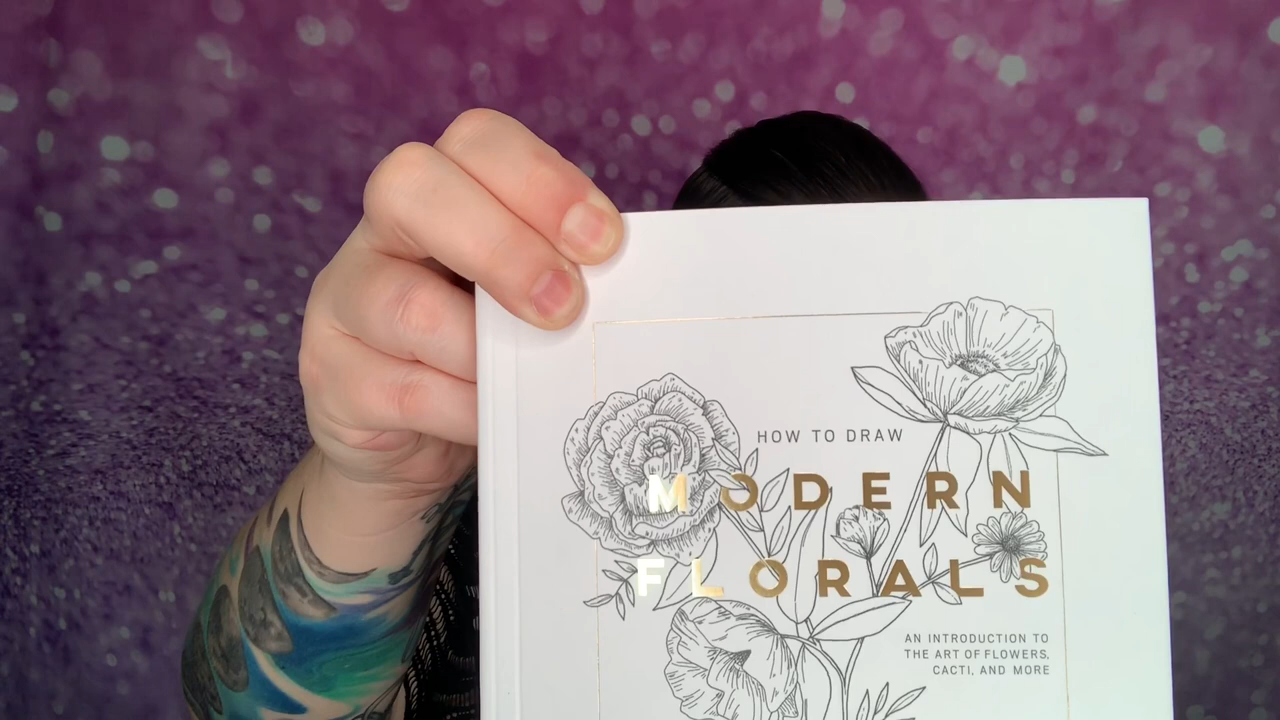 HOW TO DRAW
MODERN
FLORALS
AN INTRODUCTION TO
THE ART OF FLOWERS,
CACTI, AND MORE